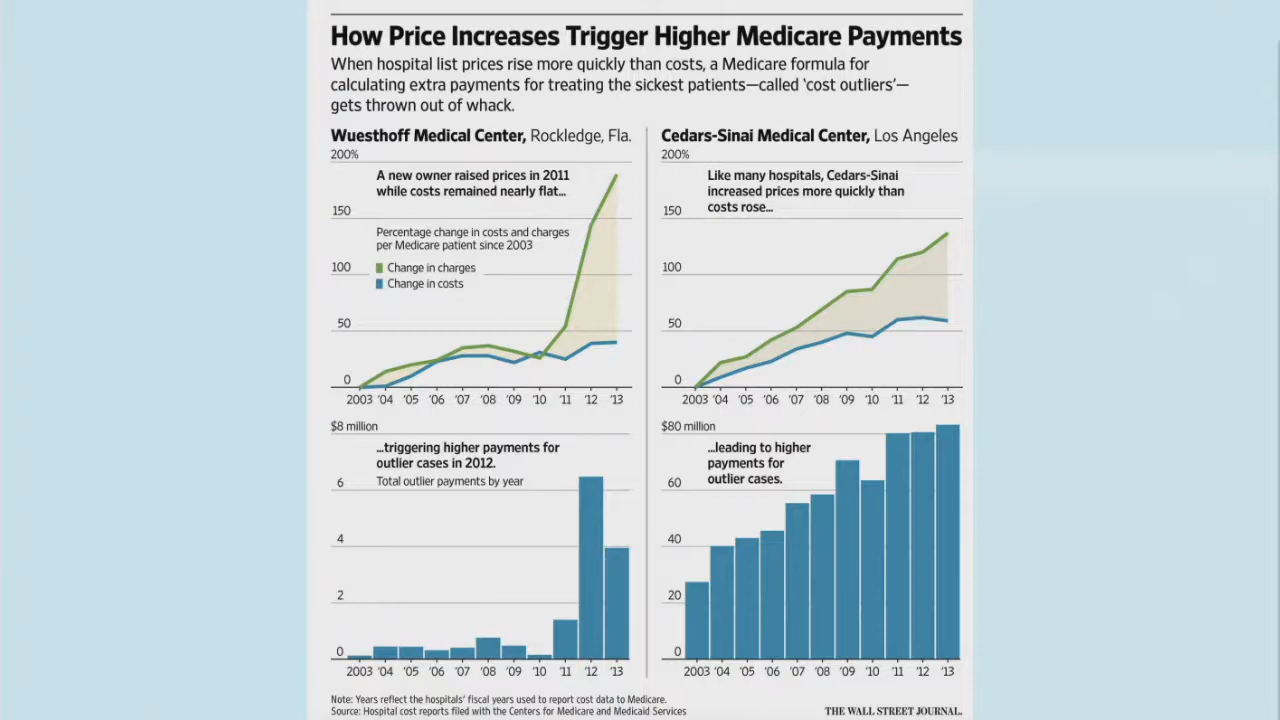 How Price Increases Trigger Higher Medicare Payments
When hospital list prices rise more quickly than costs, a Medicare formula for
calculating extra payments for treating the sickest patients—called ‘cost outliers’—
gets thrown out of whack.
Wuesthoff Medical Center, Rockledge, Fla.
200%
A new owner raised prices in 2011
while costs remained nearly flat...
150
Percentage change in costs and charges
per Medicare patient since 2003
100
Change in charges
Change in costs
50
0
2003 ’04 ’05 ’06 ’07 ’08 ’09 ’10 ’11 ’12 ’13
$8 million
...triggering higher payments for
outlier cases in 2012.
Total outlier payments by year
6
4
2
0
2003 ’04 ’05 ’06 ’07 ’08 ’09 ’10 ’11 ’12 ’13
Cedars-Sinai Medical Center, Los Angeles
200%
Like many hospitals, Cedars-Sinai
increased prices more quickly than
costs rose...
150
100
50
0
2003 ’04 ’05 ’06 ’07 ’08 ’09 ’10 ’11 ’12 ’13
$80 million
...leading to higher
payments for
outlier cases.
60
40
20
0
2003 ’04 ’05 ’06 ’07 ’08 ’09 ’10 ’11 ’12 ’13
Note: Years reflect the hospitals’ fiscal years used to report cost data to Medicare.
Source: Hospital cost reports filed with the Centers for Medicare and Medicaid Services
THE WALL STREET JOURNAL.